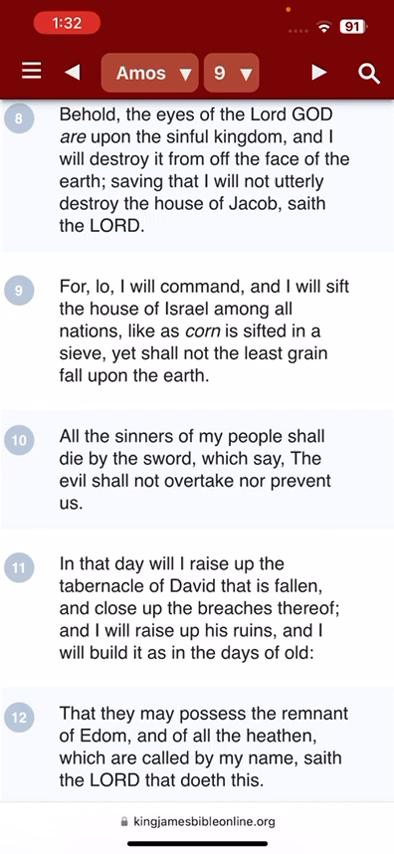 1:32
91
Amos ▼ 9 ▼
8 Behold, the eyes of the Lord GOD
are upon the sinful kingdom, and I
will destroy it from off the face of the
earth; saving that I will not utterly
destroy the house of Jacob, saith
the LORD.
9 For, lo, I will command, and I will sift
the house of Israel among all
nations, like as corn is sifted in a
sieve, yet shall not the least grain
fall upon the earth.
10 All the sinners of my people shall
die by the sword, which say, The
evil shall not overtake nor prevent
us.
11 In that day will I raise up the
tabernacle of David that is fallen,
and close up the breaches thereof;
and I will raise up his ruins, and I
will build it as in the days of old:
12 That they may possess the remnant
of Edom, and of all the heathen,
which are called by my name, saith
the LORD that doeth this.
kingjamesbibleonline.org